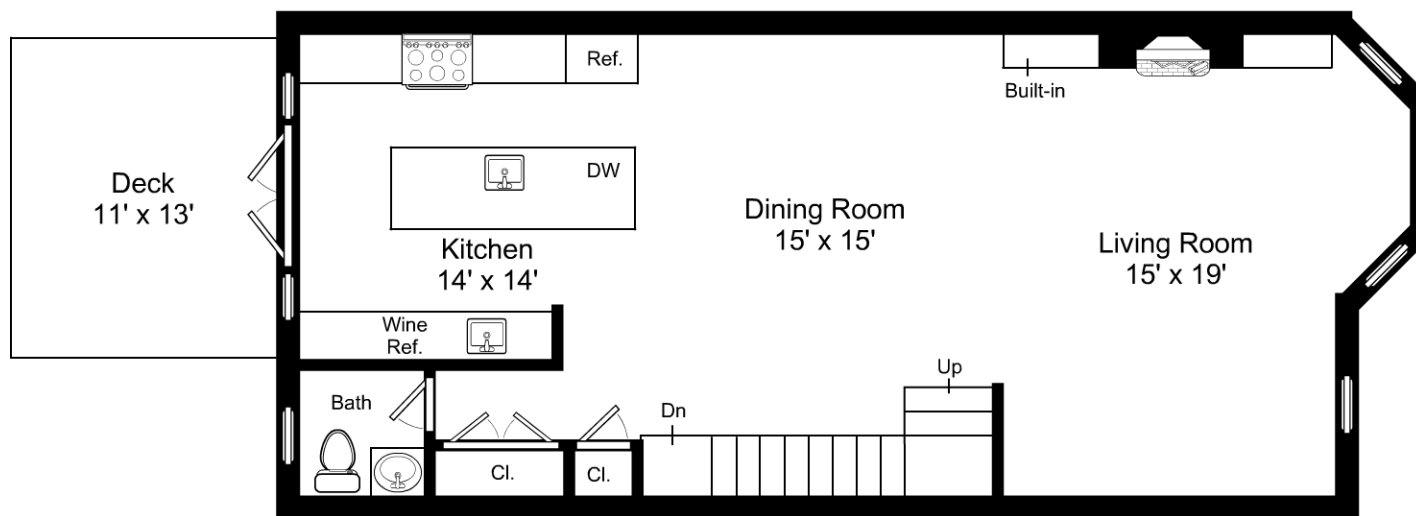 Ref.
Built-in
DW
Deck
11' x 13'
Dining Room
15' x 15'
Living Room
15' x 19'
Kitchen
14' x 14'
Wine
Ref.
Up
Bath
Dn
Cl.
Cl.